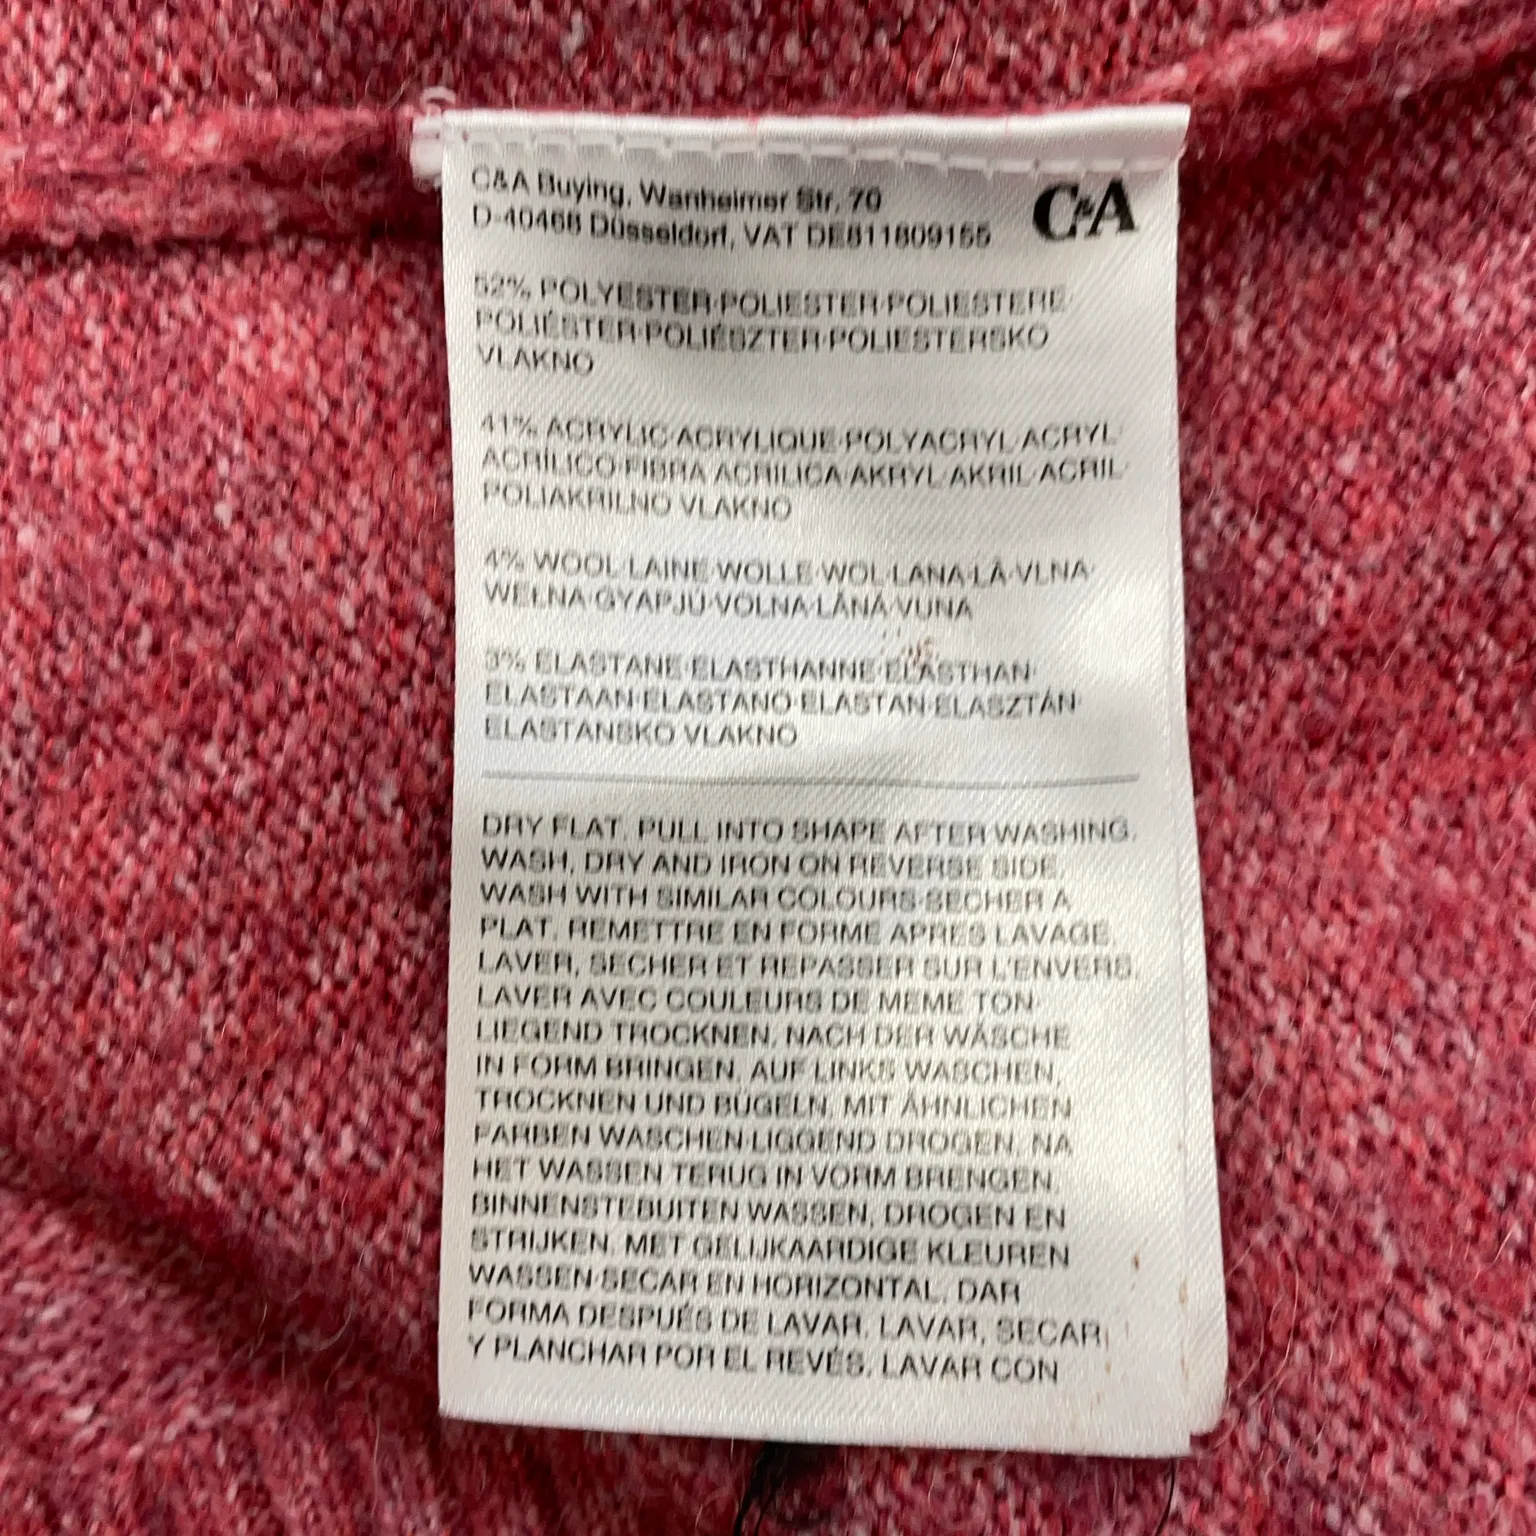 C&A Buying, Wanheimer Str. 70
D-40468 Düsseldorf, VAT DE811809155
C&A
52% POLYESTER·POLIESTER·POLIESTERE·
POLIÉSTER·POLIÉSZTER·POLIESTERSKO
VLAKNO
41% ACRYLIC·ACRYLIQUE·POLYACRYL·ACRYL·
ACRÍLICO·FIBRA ACRILICA·AKRYL·AKRIL·ACRIL·
POLIAKRILNO VLAKNO
4% WOOL·LAINE·WOLLE·WOL·LANA·LÃ·VLNA·
WEŁNA·GYAPJÚ·VOLNA·LÂNÂ·VUNA
3% ELASTANE·ELASTHANNE·ELASTHAN·
ELASTAAN·ELASTANO·ELASTAN·ELASZTÁN·
ELASTANSKO VLAKNO
DRY FLAT. PULL INTO SHAPE AFTER WASHING.
WASH, DRY AND IRON ON REVERSE SIDE.
WASH WITH SIMILAR COLOURS·SECHER A
PLAT. REMETTRE EN FORME APRES LAVAGE.
LAVER, SECHER ET REPASSER SUR L'ENVERS.
LAVER AVEC COULEURS DE MEME TON·
LIEGEND TROCKNEN. NACH DER WÄSCHE
IN FORM BRINGEN. AUF LINKS WASCHEN,
TROCKNEN UND BÜGELN. MIT ÄHNLICHEN
FARBEN WASCHEN·LIGGEND DROGEN. NA
HET WASSEN TERUG IN VORM BRENGEN.
BINNENSTEBUITEN WASSEN, DROGEN EN
STRIJKEN. MET GELIJKAARDIGE KLEUREN
WASSEN·SECAR EN HORIZONTAL. DAR
FORMA DESPUÉS DE LAVAR. LAVAR, SECAR
Y PLANCHAR POR EL REVÉS. LAVAR CON